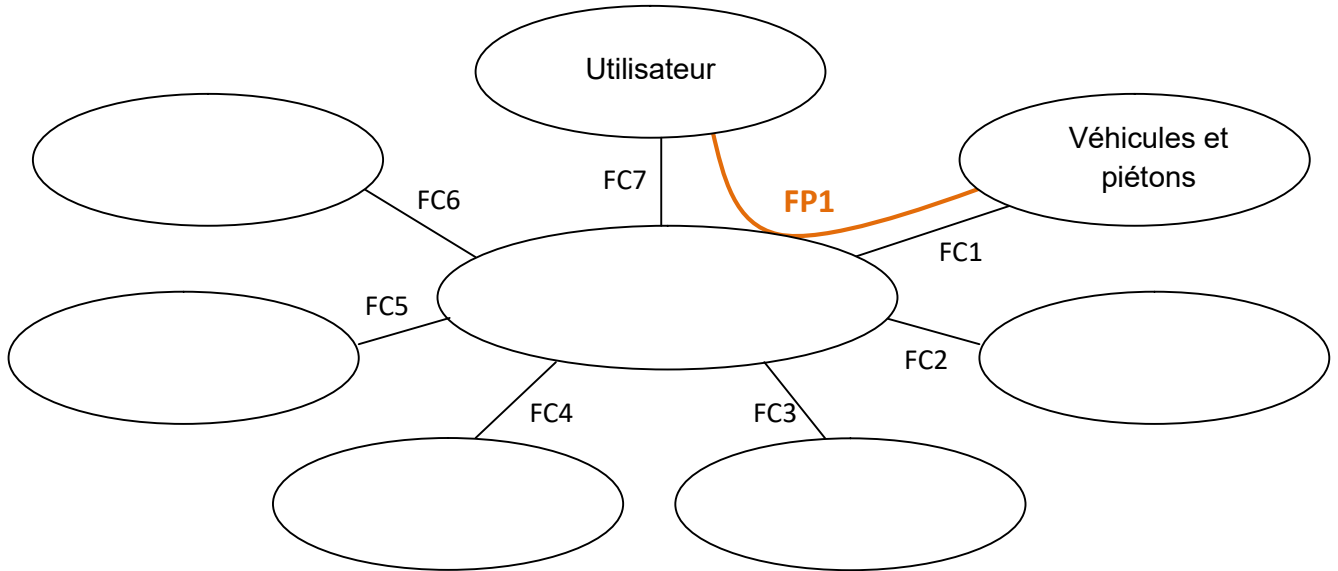 Utilisateur
Véhicules et
piétons
FC7
FP1
FC6
FC1
FC5
FC2
FC4
FC3